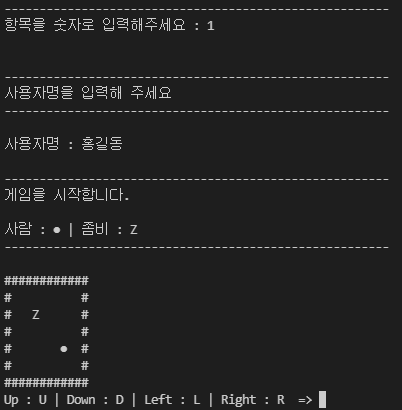 -------------------------------------------------------
항목을 숫자로 입력해주세요 : 1
-------------------------------------------------------
사용자명을 입력해 주세요
-------------------------------------------------------
사용자명 : 홍길동
-------------------------------------------------------
게임을 시작합니다.
사람 : ● | 좀비 : Z
-------------------------------------------------------
############
#          #
#   Z      #
#          #
#       ●  #
#          #
############
Up : U | Down : D | Left : L | Right : R  =>